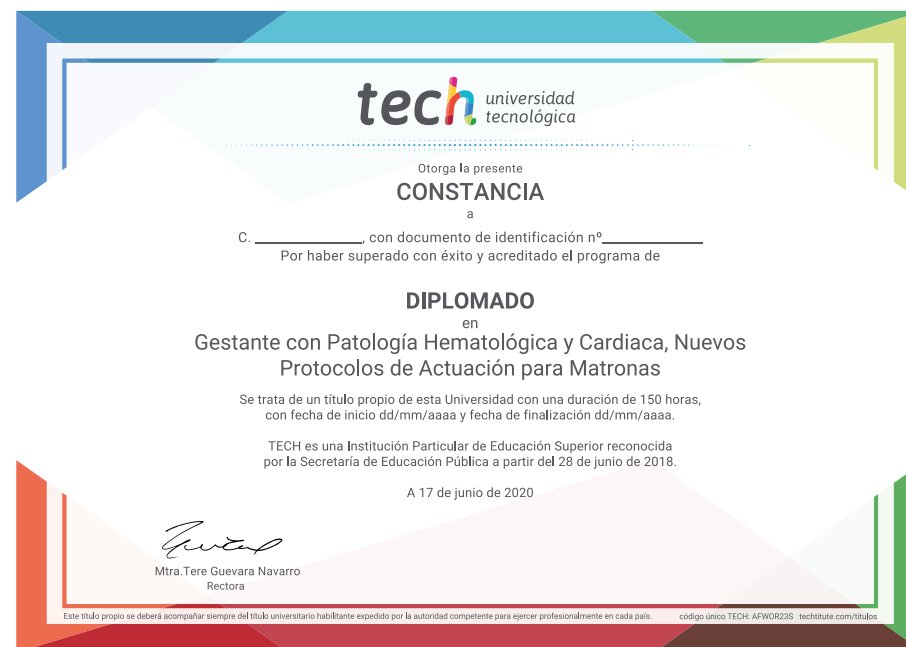 tech universidad
tecnológica
Otorga la presente
CONSTANCIA
a
C. ____________, con documento de identificación nº____________
Por haber superado con éxito y acreditado el programa de
DIPLOMADO
en
Gestante con Patología Hematológica y Cardiaca, Nuevos
Protocolos de Actuación para Matronas
Se trata de un título propio de esta Universidad con una duración de 150 horas,
con fecha de inicio dd/mm/aaaa y fecha de finalización dd/mm/aaaa.
TECH es una Institución Particular de Educación Superior reconocida
por la Secretaría de Educación Pública a partir del 28 de junio de 2018.
A 17 de junio de 2020
Mtra.Tere Guevara Navarro
Rectora
Este título propio se deberá acompañar siempre del título universitario habilitante expedido por la autoridad competente para ejercer profesionalmente en cada país. código único TECH: AFWOR23S techtitute.com/titulos